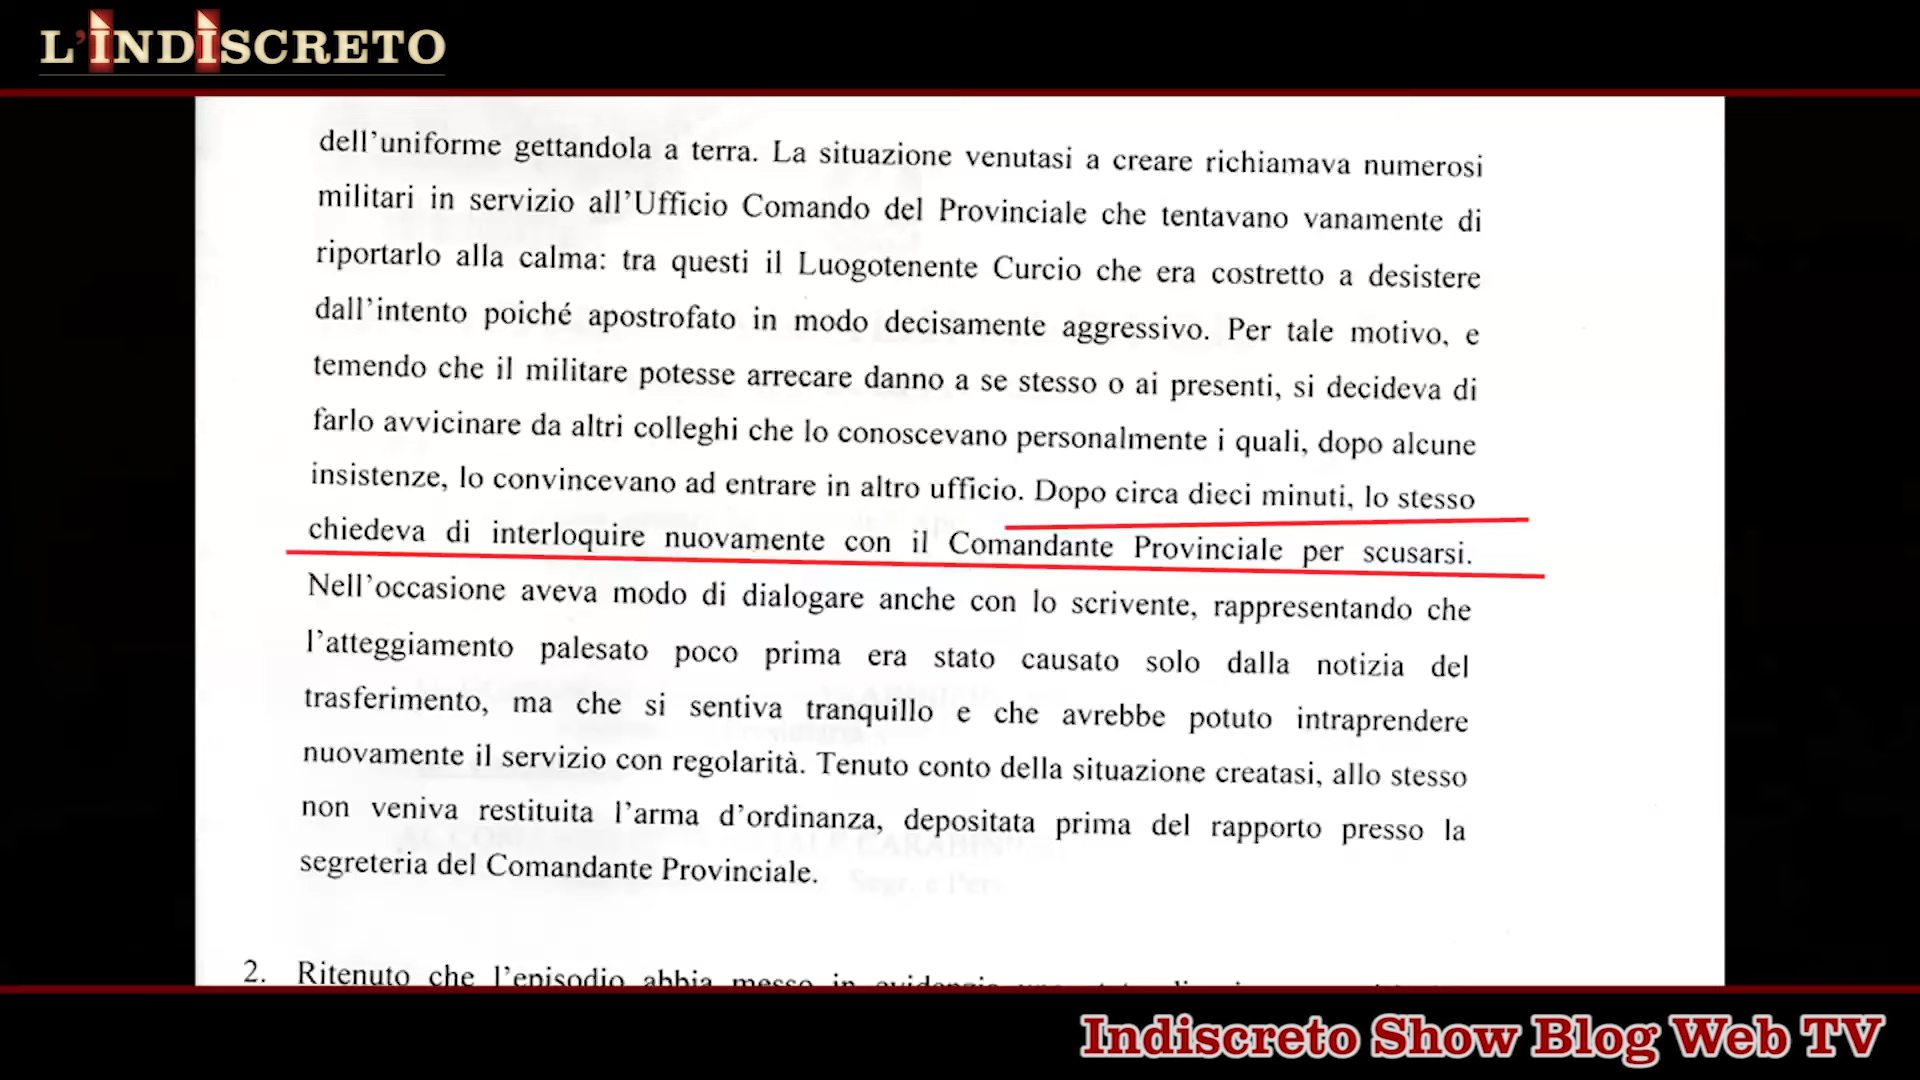 L'INDISCRETO
dell'uniforme gettandola a terra. La situazione venutasi a creare richiamava numerosi
militari in servizio all'Ufficio Comando del Provinciale che tentavano vanamente di
riportarlo alla calma: tra questi il Luogotenente Curcio che era costretto a desistere
dall'intento poiché apostrofato in modo decisamente aggressivo. Per tale motivo, e
temendo che il militare potesse arrecare danno a se stesso o ai presenti, si decideva di
farlo avvicinare da altri colleghi che lo conoscevano personalmente i quali, dopo alcune
insistenze, lo convincevano ad entrare in altro ufficio. Dopo circa dieci minuti, lo stesso
chiedeva di interloquire nuovamente con il Comandante Provinciale per scusarsi.
Nell'occasione aveva modo di dialogare anche con lo scrivente, rappresentando che
l'atteggiamento palesato poco prima era stato causato solo dalla notizia del
trasferimento, ma che si sentiva tranquillo e che avrebbe potuto intraprendere
nuovamente il servizio con regolarità. Tenuto conto della situazione creatasi, allo stesso
non veniva restituita l'arma d'ordinanza, depositata prima del rapporto presso la
segreteria del Comandante Provinciale.
2. Ritenuto che l'episodio abbia messo in
Indiscreto Show Blog Web TV